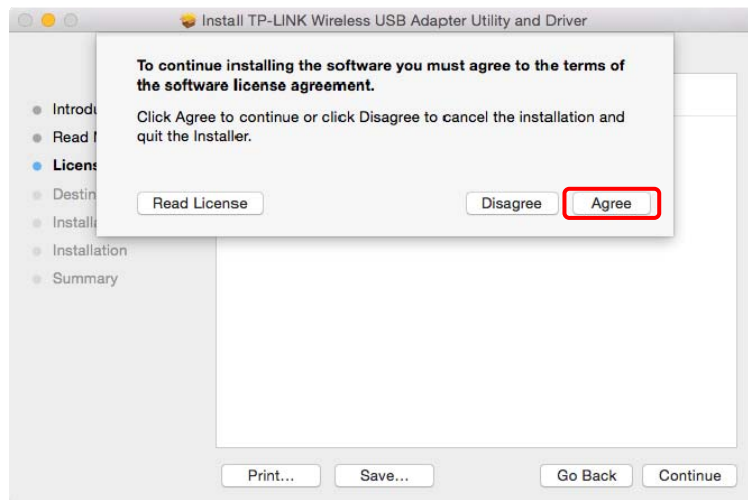 Install TP-LINK Wireless USB Adapter Utility and Driver
To continue installing the software you must agree to the terms of
the software license agreement.
Click Agree to continue or click Disagree to cancel the installation and
quit the Installer.
Read License
Disagree
Agree
Introdu
Read
Licens
Destin
Installa
Installation
Summary
Print...
Save...
Go Back
Continue